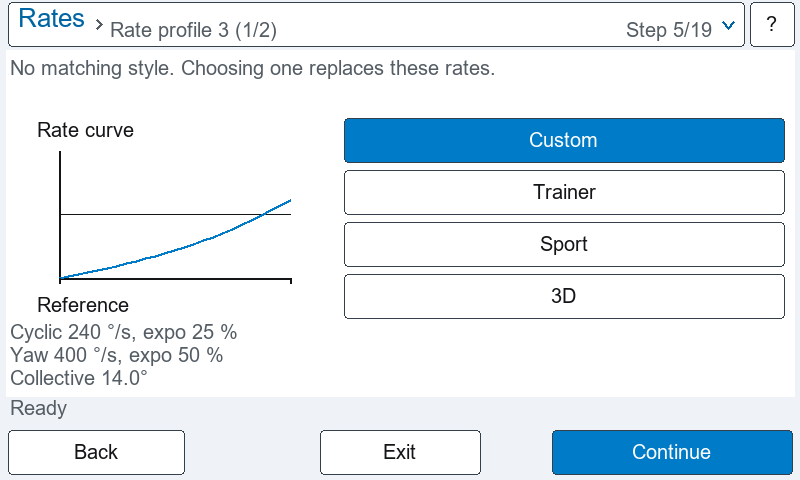 Rates › Rate profile 3 (1/2) Step 5/19 ?
No matching style. Choosing one replaces these rates.
Rate curve
Custom
Trainer
Sport
3D
Reference
Cyclic 240 °/s, expo 25 %
Yaw 400 °/s, expo 50 %
Collective 14.0°
Ready
Back Exit Continue